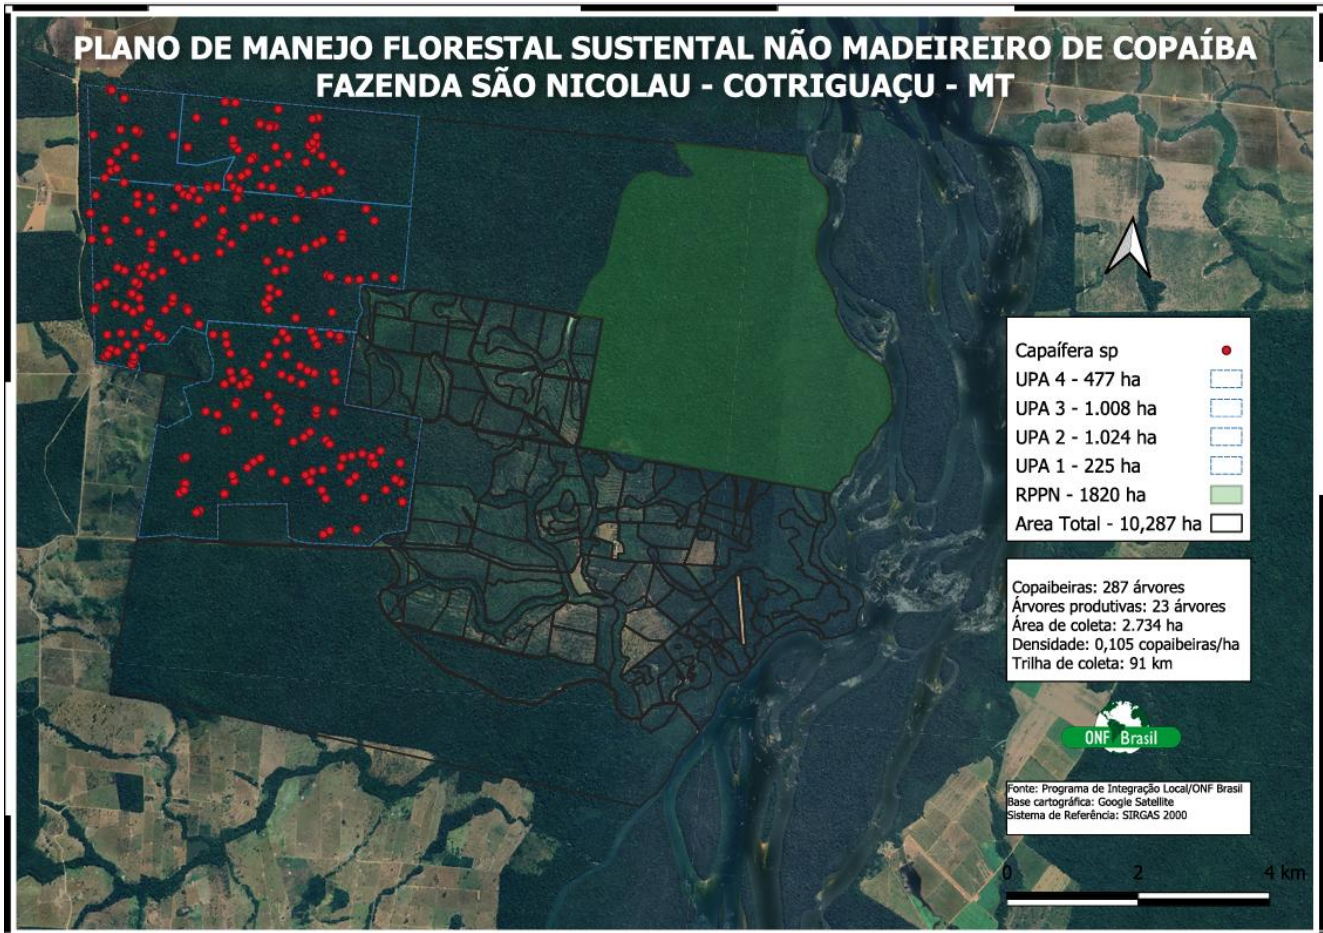 PLANO DE MANEJO FLORESTAL SUSTENTAL NÃO MADEIREIRO DE COPAÍBA
FAZENDA SÃO NICOLAU - COTRIGUAÇU - MT
Capaífera sp
UPA 4 - 477 ha
UPA 3 - 1.008 ha
UPA 2 - 1.024 ha
UPA 1 - 225 ha
RPPN - 1820 ha
Area Total - 10,287 ha
Copaibeiras: 287 árvores
Árvores produtivas: 23 árvores
Área de coleta: 2.734 ha
Densidade: 0,105 copaibeiras/ha
Trilha de coleta: 91 km
ONF Brasil
Fonte: Programa de Integração Local/ONF Brasil
Base cartográfica: Google Satellite
Sistema de Referência: SIRGAS 2000
0 2 4 km